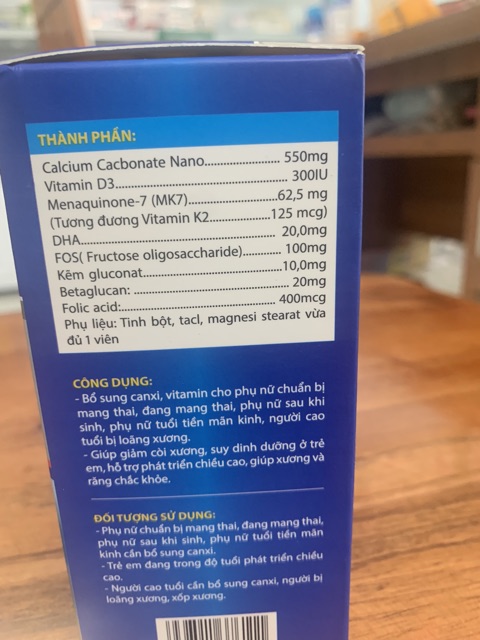 THÀNH PHẦN:
Calcium Cacbonate Nano........................ 550mg
Vitamin D3................................................ 300IU
Menaquinone-7 (MK7)........................62,5 mg
(Tương đương Vitamin K2................125 mcg)
DHA......................................................... 20,0mg
FOS( Fructose oligosaccharide)............ 100mg
Kẽm gluconat........................................10,0mg
Betaglucan: ............................................. 20mg
Folic acid:............................................. 400mcg
Phụ liệu: Tinh bột, tacl, magnesi stearat vừa
đủ 1 viên
CÔNG DỤNG:
- Bổ sung canxi, vitamin cho phụ nữ chuẩn bị
mang thai, đang mang thai, phụ nữ sau khi
sinh, phụ nữ tuổi tiền mãn kinh, người cao
tuổi bị loãng xương.
- Giúp giảm còi xương, suy dinh dưỡng ở trẻ
em, hỗ trợ phát triển chiều cao, giúp xương và
răng chắc khỏe.
ĐỐI TƯỢNG SỬ DỤNG:
- Phụ nữ chuẩn bị mang thai, đang mang thai,
phụ nữ sau khi sinh, phụ nữ tuổi tiền mãn
kinh cần bổ sung canxi.
- Trẻ em đang trong độ tuổi phát triển chiều
cao.
- Người cao tuổi cần bổ sung canxi, người bị
loãng xương, xốp xương.